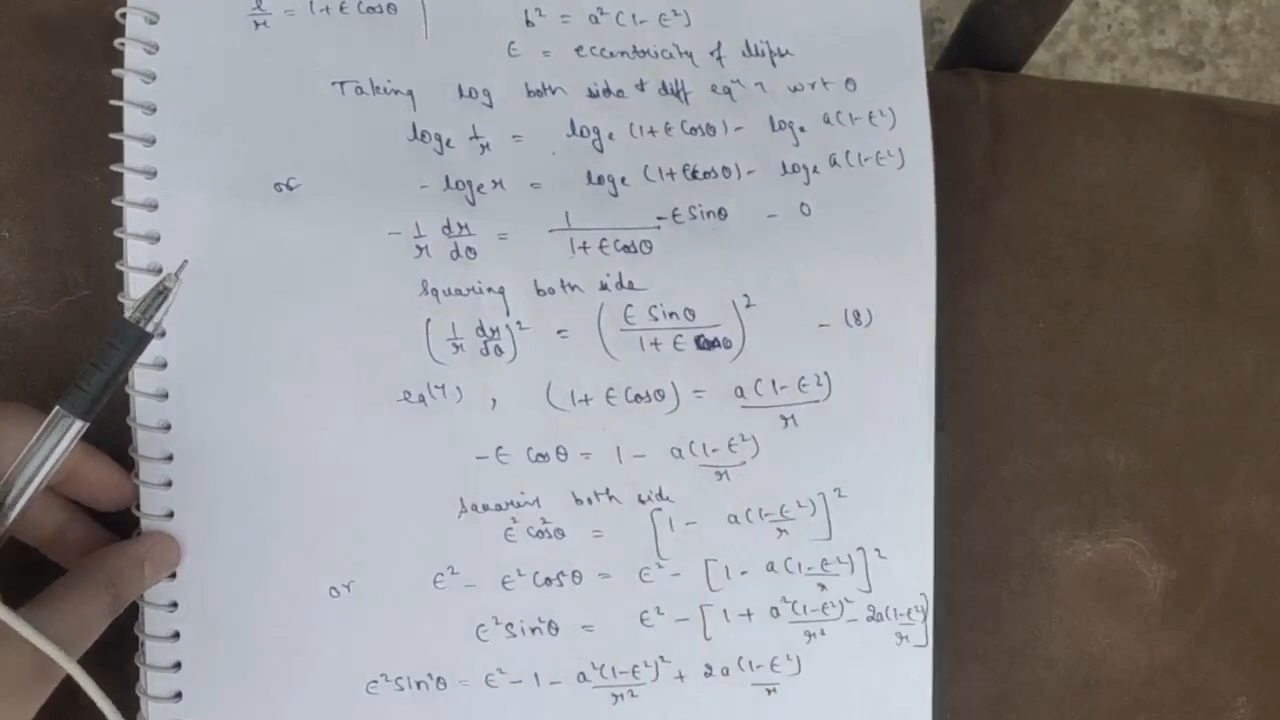 l/r = 1+ε Cosθ | b² = a²(1-ε²)
ε = eccentricity of ellipse
Taking log both side & diff eqⁿ 7 wrt θ
logₑ 1/r = logₑ (1+ε Cosθ) - logₑ a(1-ε²)
or - logₑ r = logₑ (1+ε Cosθ) - logₑ a(1-ε²)
- 1/r dr/dθ = 1/(1+ε Cosθ) -ε Sinθ - 0
Squaring both side
(1/r dr/dθ)² = (ε Sinθ/(1+ε Cosθ))² - (8)
eq(7) , (1+ε Cosθ) = a(1-ε²)/r
-ε Cosθ = 1 - a(1-ε²)/r
Squaring both side
ε² Cos²θ = [1 - a(1-ε²)/r]²
or ε² - ε² Cos²θ = ε² - [1 - a(1-ε²)/r]²
ε² sin²θ = ε² - [1 + a²(1-ε²)²/r² - 2a(1-ε²)/r]
ε² sin²θ = ε² - 1 - a²(1-ε²)²/r² + 2a(1-ε²)/r